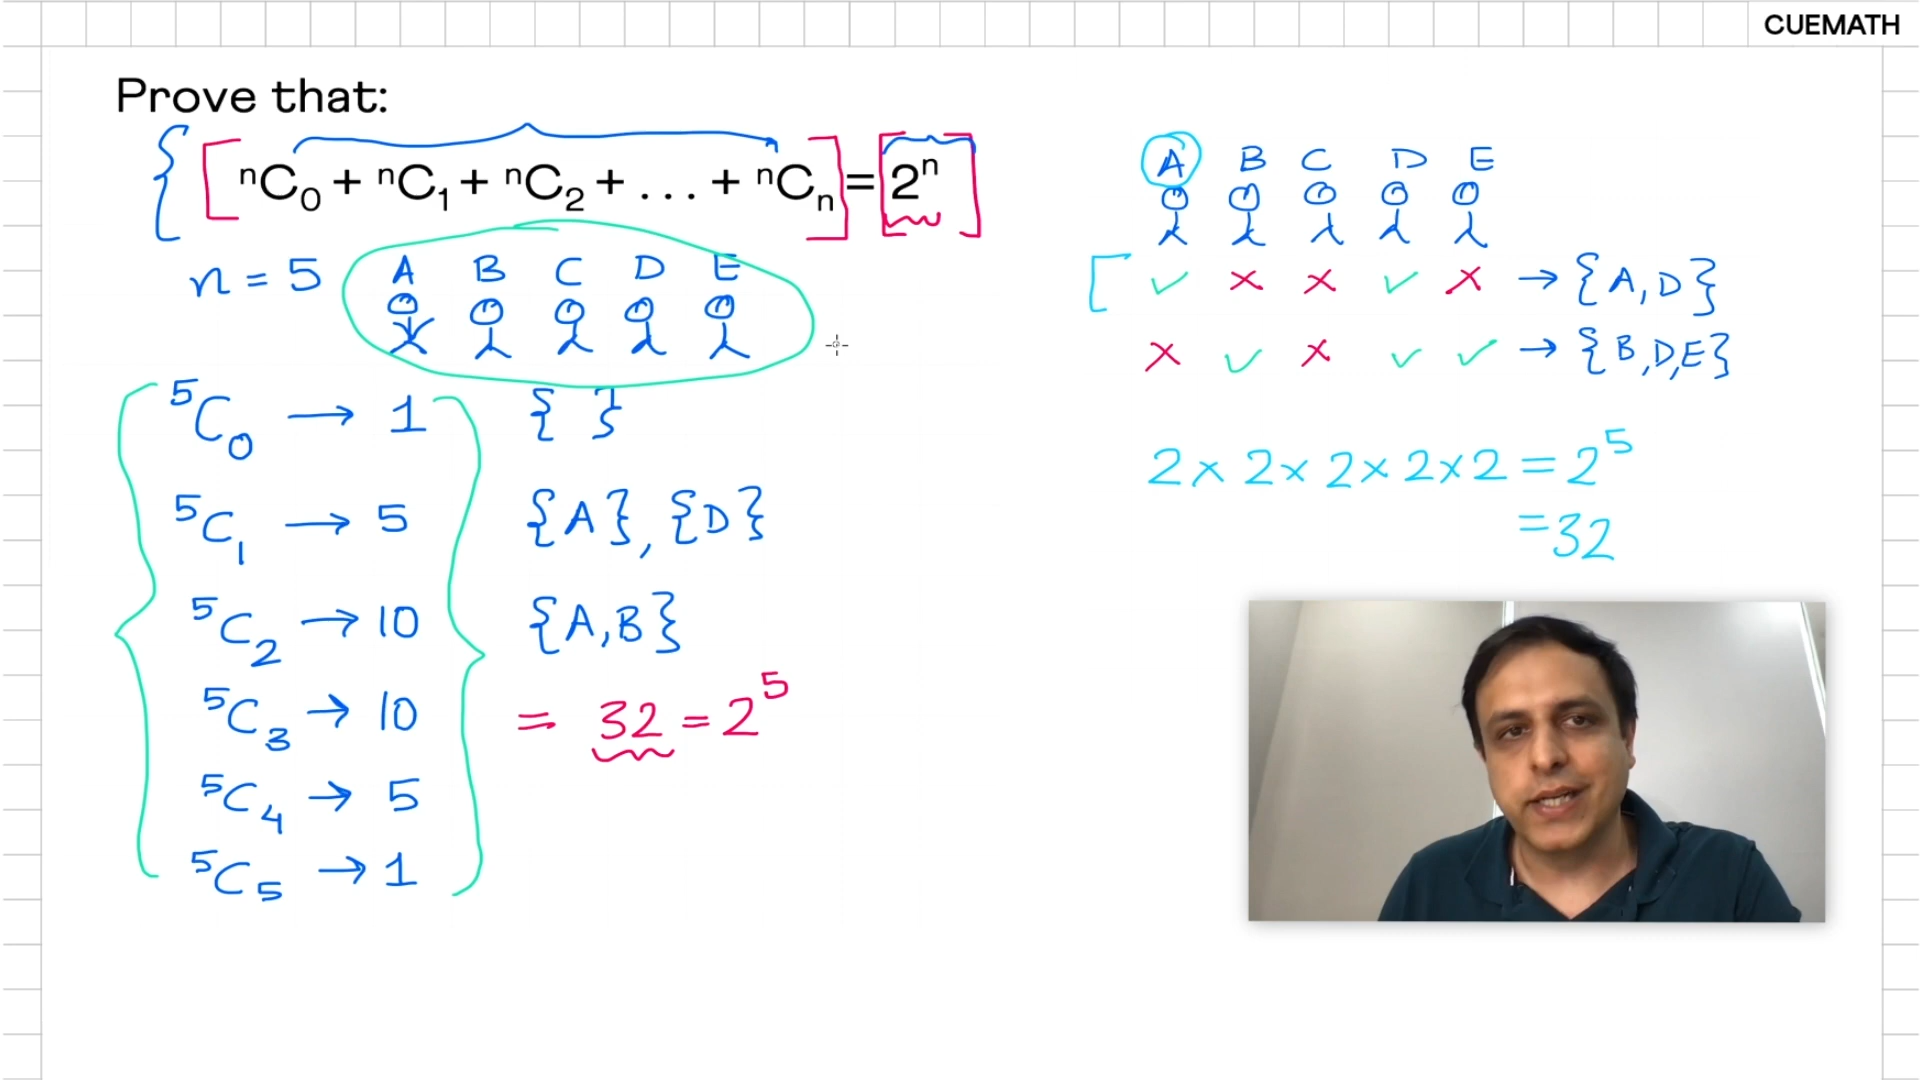 CUEMATH
Prove that:
{ [ ⁿC₀ + ⁿC₁ + ⁿC₂ + . . . + ⁿCₙ ] = [ 2ⁿ ]
n = 5
A B C D E
⁵C₀ → 1 { }
⁵C₁ → 5 {A}, {D}
⁵C₂ → 10 {A,B}
⁵C₃ → 10 = 32 = 2⁵
⁵C₄ → 5
⁵C₅ → 1
A B C D E
[ ✓ × × ✓ × → {A,D}
× ✓ × ✓ ✓ → {B,D,E}
2 × 2 × 2 × 2 × 2 = 2⁵
= 32